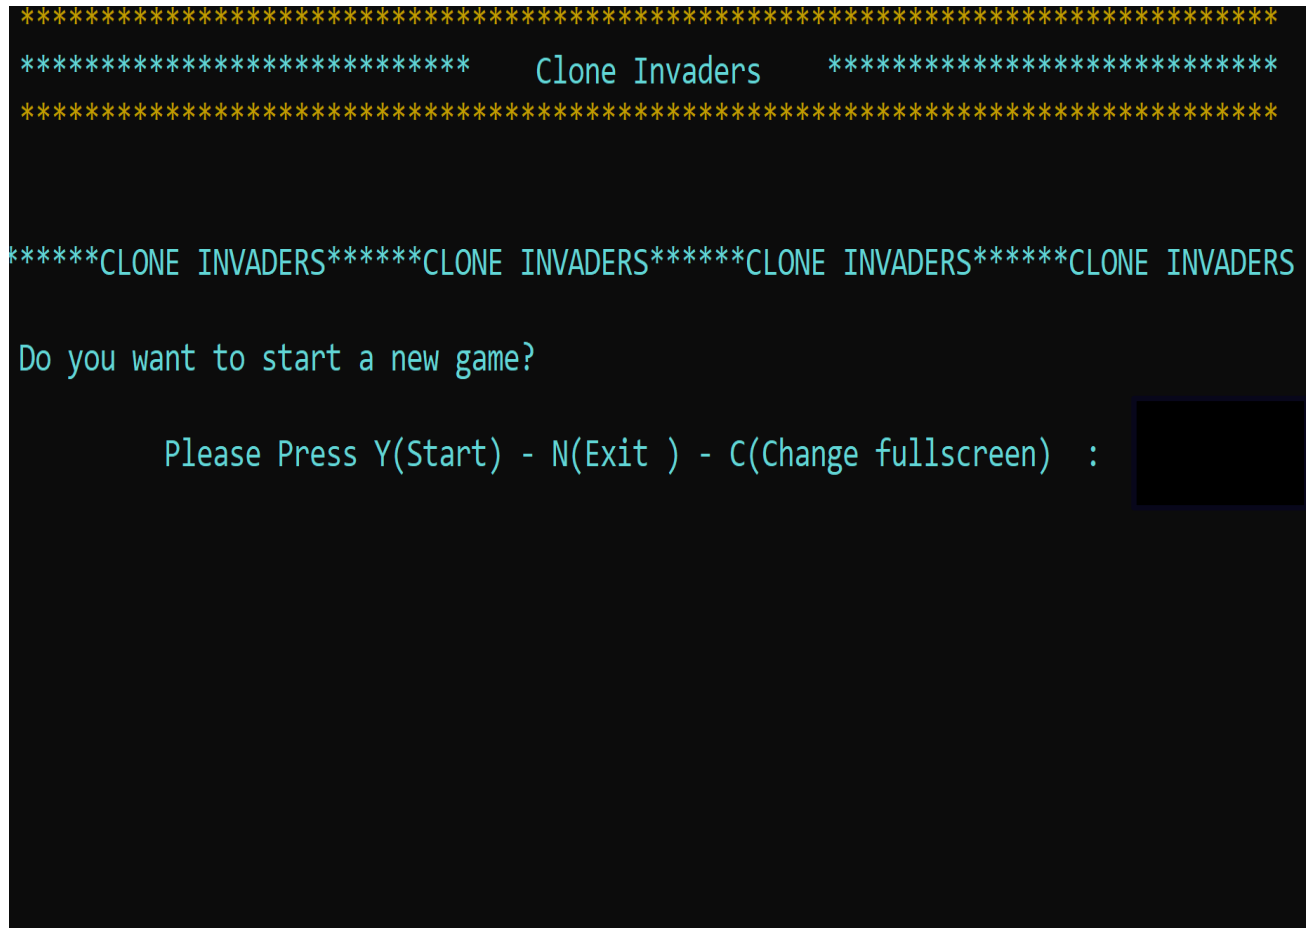 ******************************************************************************
**************************** Clone Invaders ****************************
******************************************************************************
******CLONE INVADERS******CLONE INVADERS******CLONE INVADERS******CLONE INVADERS
Do you want to start a new game?
Please Press Y(Start) - N(Exit ) - C(Change fullscreen) :